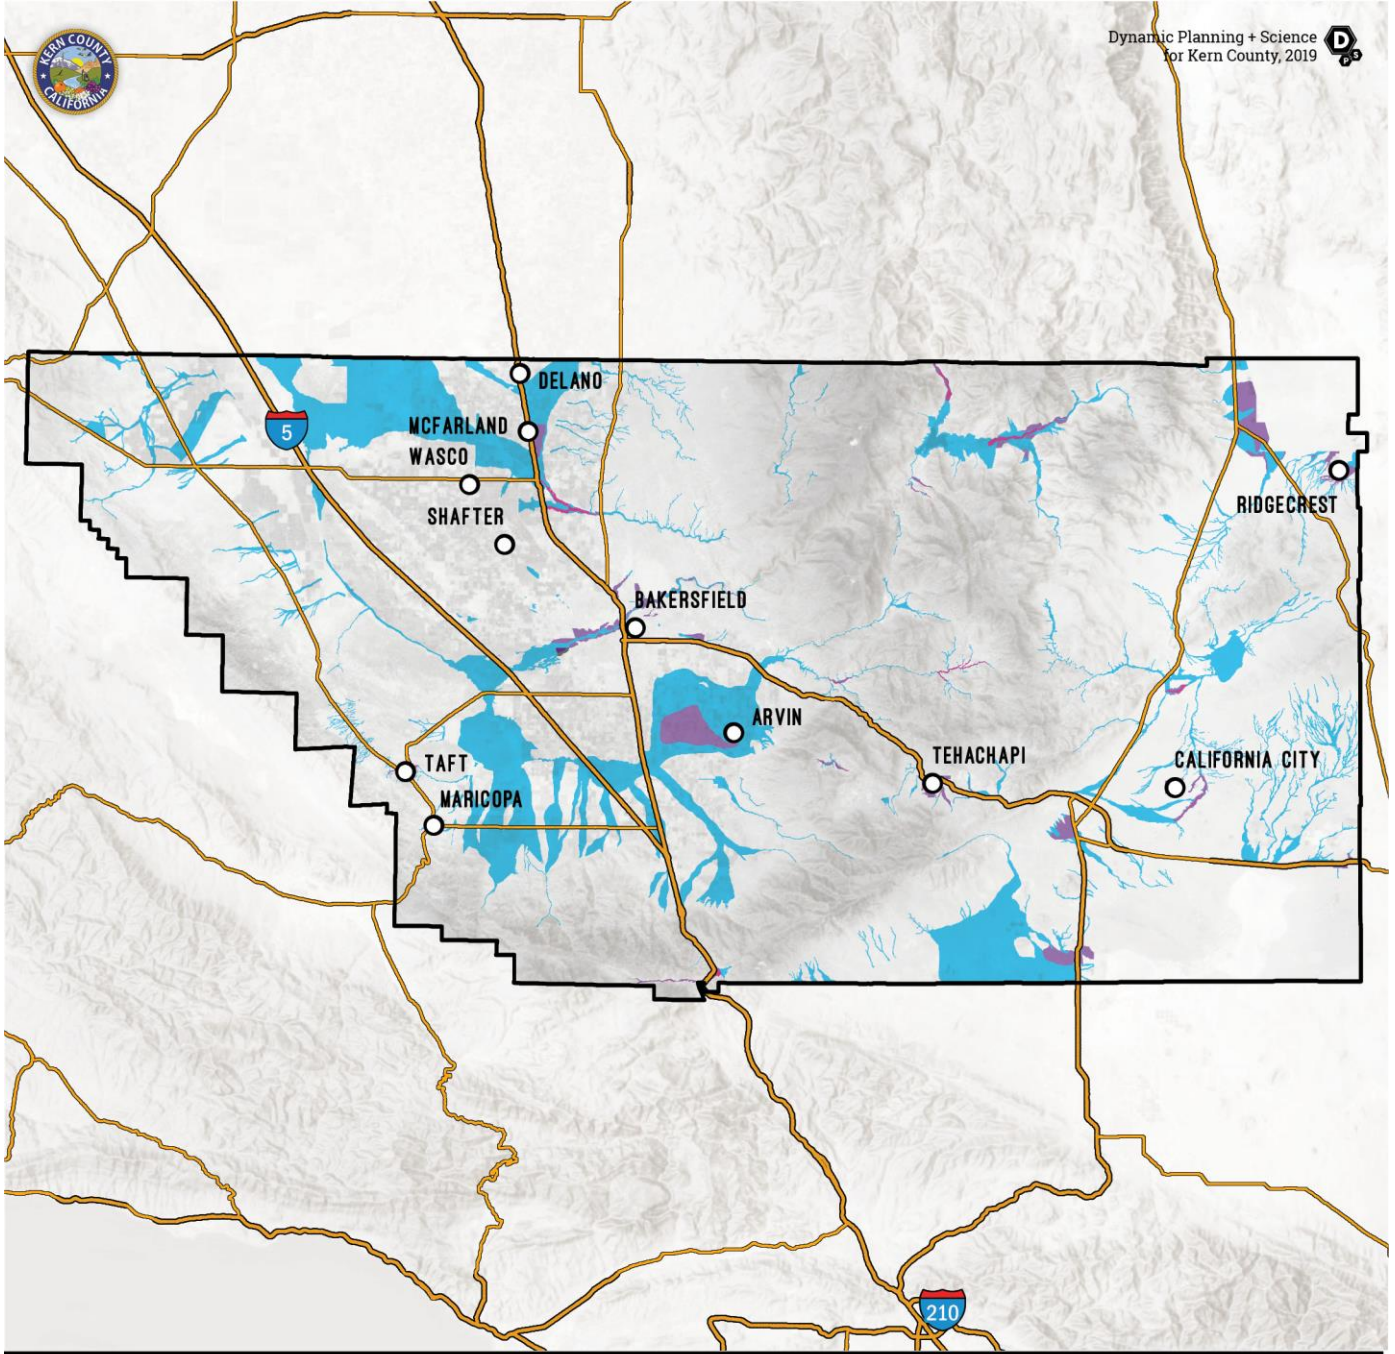 KERN COUNTY
CALIFORNIA
Dynamic Planning + Science
for Kern County, 2019
D
P
S
DELANO
5
MCFARLAND
WASCO
RIDGECREST
SHAFTER
BAKERSFIELD
ARVIN
TAFT
TEHACHAPI
CALIFORNIA CITY
MARICOPA
210